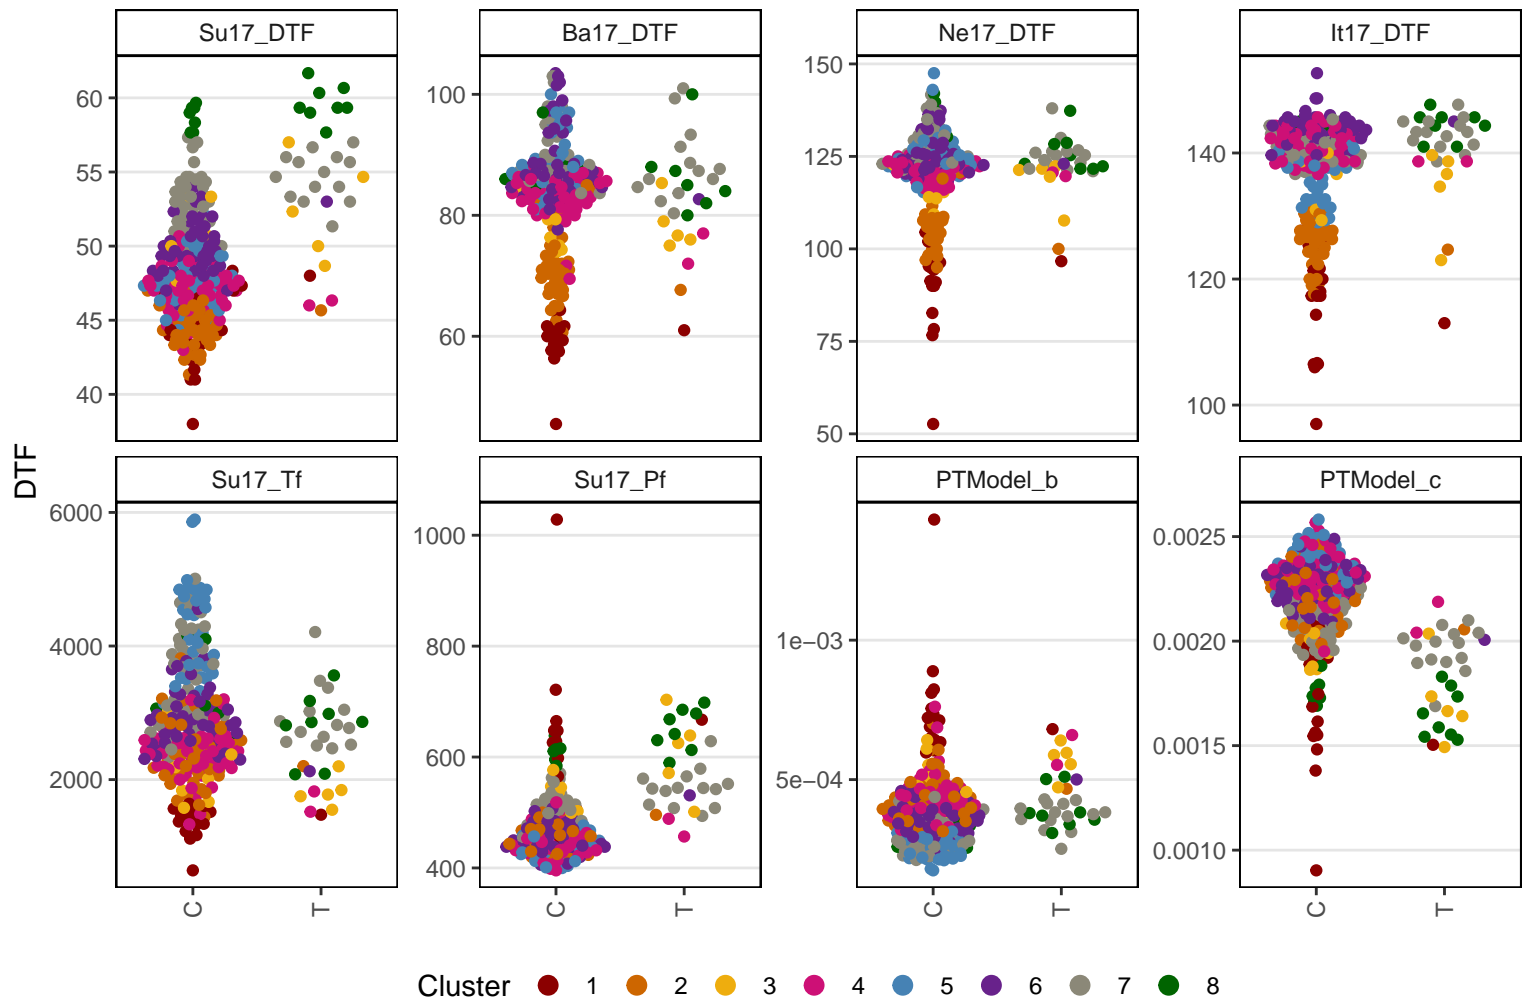 Su17_DTF Ba17_DTF Ne17_DTF It17_DTF
60 55 50 45 40
100 80 60
150 125 100 75 50
140 120 100
DTF
Su17_Tf Su17_Pf PTModel_b PTModel_c
6000 4000 2000
1000 800 600 400
1e−03 5e−04
0.0025 0.0020 0.0015 0.0010
C T C T C T C T
Cluster 1 2 3 4 5 6 7 8